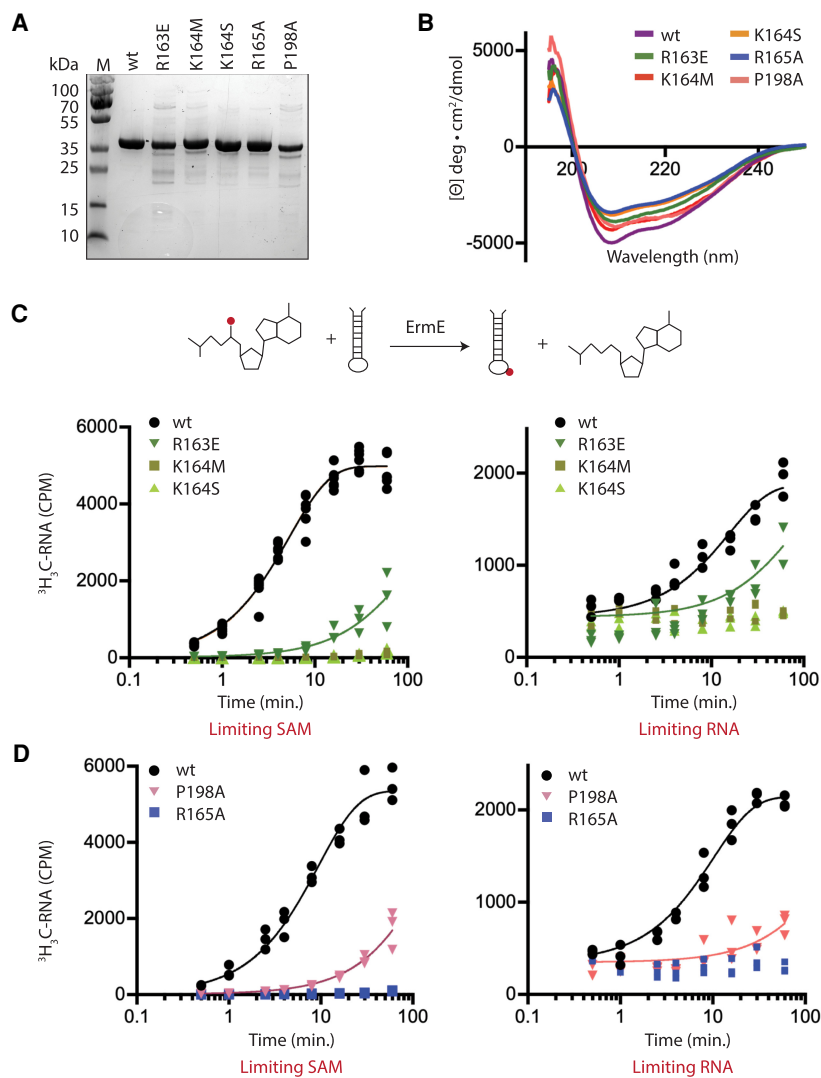 A
kDa M wt R163E K164M K164S R165A P198A
100
70
55
35
25
15
10
B
wt K164S
R163E R165A
K164M P198A
5000
0
-5000
200 220 240
[Θ] deg • cm2/dmol
Wavelength (nm)
C
+ ErmE +
wt
R163E
K164M
K164S
6000
4000
2000
0
0.1 1 10 100
3H3C-RNA (CPM)
Time (min.)
Limiting SAM
wt
R163E
K164M
K164S
2000
1000
0
0.1 1 10 100
Time (min.)
Limiting RNA
D
wt
P198A
R165A
6000
4000
2000
0
0.1 1 10 100
3H3C-RNA (CPM)
Time (min.)
Limiting SAM
wt
P198A
R165A
2000
1000
0
0.1 1 10 100
Time (min.)
Limiting RNA